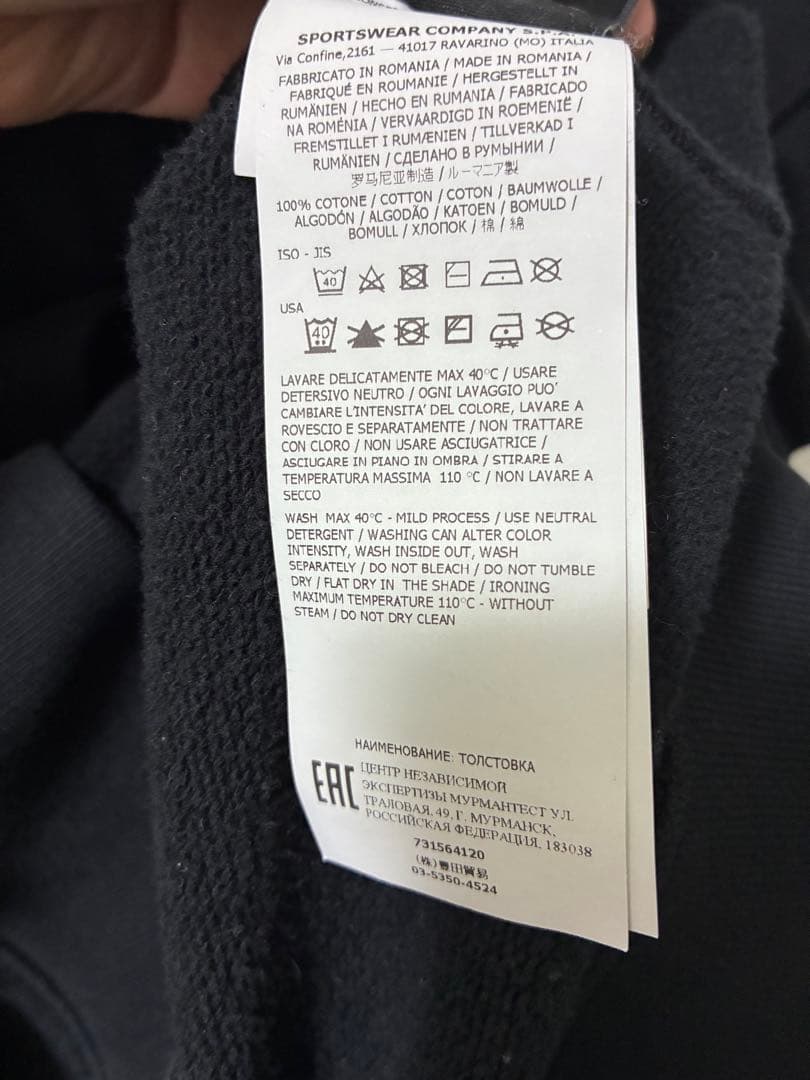 SPORTSWEAR COMPANY S.P.A.
Via Confine,2161 — 41017 RAVARINO (MO) ITALIA
FABBRICATO IN ROMANIA / MADE IN ROMANIA /
FABRIQUÉ EN ROUMANIE / HERGESTELLT IN
RUMÄNIEN / HECHO EN RUMANIA / FABRICADO
NA ROMÉNIA / VERVAARDIGD IN ROEMENIË /
FREMSTILLET I RUMÆNIEN / TILLVERKAD I
RUMÄNIEN / СДЕЛАНО В РУМЫНИИ /
罗马尼亚制造 / ルーマニア製
100% COTONE / COTTON / COTON / BAUMWOLLE /
ALGODÓN / ALGODÃO / KATOEN / BOMULD /
BOMULL / ХЛОПОК / 棉 / 綿
ISO - JIS
40
USA
40
LAVARE DELICATAMENTE MAX 40°C / USARE
DETERSIVO NEUTRO / OGNI LAVAGGIO PUO'
CAMBIARE L'INTENSITA' DEL COLORE, LAVARE A
ROVESCIO E SEPARATAMENTE / NON TRATTARE
CON CLORO / NON USARE ASCIUGATRICE /
ASCIUGARE IN PIANO IN OMBRA / STIRARE A
TEMPERATURA MASSIMA 110 °C / NON LAVARE A
SECCO
WASH MAX 40°C - MILD PROCESS / USE NEUTRAL
DETERGENT / WASHING CAN ALTER COLOR
INTENSITY, WASH INSIDE OUT, WASH
SEPARATELY / DO NOT BLEACH / DO NOT TUMBLE
DRY / FLAT DRY IN THE SHADE / IRONING
MAXIMUM TEMPERATURE 110°C - WITHOUT
STEAM / DO NOT DRY CLEAN
НАИМЕНОВАНИЕ: ТОЛСТОВКА
EAC
ЦЕНТР НЕЗАВИСИМОЙ
ЭКСПЕРТИЗЫ МУРМАНТЕСТ УЛ.
ТРАЛОВАЯ, 49, Г. МУРМАНСК,
РОССИЙСКАЯ ФЕДЕРАЦИЯ, 183038
731564120
(株)豊田貿易
03-5350-4524